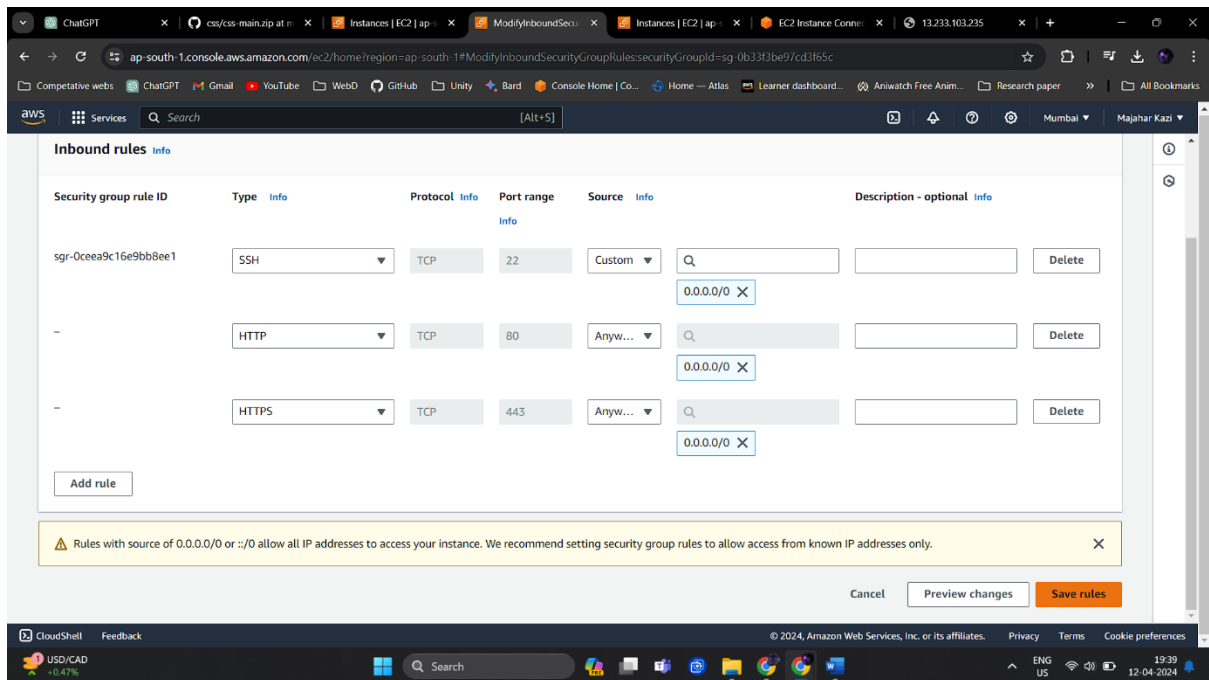 ChatGPT
css/css-main.zip at m
Instances | EC2 | ap-s
ModifyInboundSecur
Instances | EC2 | ap-s
EC2 Instance Connec
13.233.103.235
ap-south-1.console.aws.amazon.com/ec2/home?region=ap-south-1#ModifyInboundSecurityGroupRules:securityGroupId=sg-0b33f3be97cd3f65c
Competative webs ChatGPT Gmail YouTube WebD GitHub Unity Bard Console Home | Co... Home — Atlas Learner dashboard... Aniwatch Free Anim... Research paper » All Bookmarks
aws Services Search [Alt+S] Mumbai Majahar Kazi
Inbound rules Info
Security group rule ID Type Info Protocol Info Port range Source Info Description - optional Info
Info
sgr-0ceea9c16e9bb8ee1 SSH TCP 22 Custom Delete
0.0.0.0/0
– HTTP TCP 80 Anyw... Delete
0.0.0.0/0
– HTTPS TCP 443 Anyw... Delete
0.0.0.0/0
Add rule
Rules with source of 0.0.0.0/0 or ::/0 allow all IP addresses to access your instance. We recommend setting security group rules to allow access from known IP addresses only.
Cancel Preview changes Save rules
CloudShell Feedback © 2024, Amazon Web Services, Inc. or its affiliates. Privacy Terms Cookie preferences
1 USD/CAD Search PRE ENG 19:39
+0.47% US 12-04-2024